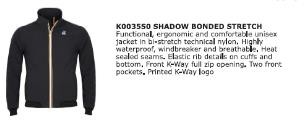 K003550 SHADOW BONDED STRETCH
Functional, ergonomic and comfortable unisex
jacket in bi-stretch technical nylon. Highly
waterproof, windbreaker and breathable. Heat
sealed seams. Elastic rib details on cuffs and
bottom. Front K-Way full zip opening. Two front
pockets. Printed K-Way logo